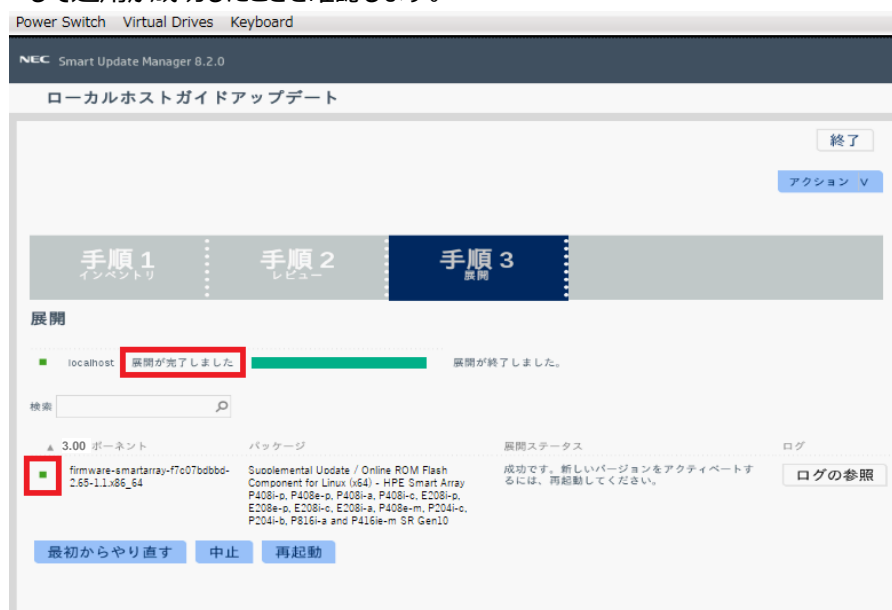 Power Switch Virtual Drives Keyboard
NEC Smart Update Manager 8.2.0
ローカルホストガイドアップデート
終了
アクション ∨
手順 1
インベントリ
手順 2
レビュー
手順 3
展開
展開
localhost 展開が完了しました 展開が終了しました。
検索
▲ 3.00 ポーネント パッケージ 展開ステータス ログ
firmware-smartarray-f7c07bdbbd-
2.65-1.1.x86_64
Supplemental Update / Online ROM Flash
Component for Linux (x64) - HPE Smart Array
P408i-p, P408e-p, P408i-a, P408i-c, E208i-p,
E208e-p, E208i-c, E208i-a, P408e-m, P204i-c,
P204i-b, P816i-a and P416ie-m SR Gen10
成功です。新しいバージョンをアクティベートす
るには、再起動してください。
ログの参照
最初からやり直す 中止 再起動